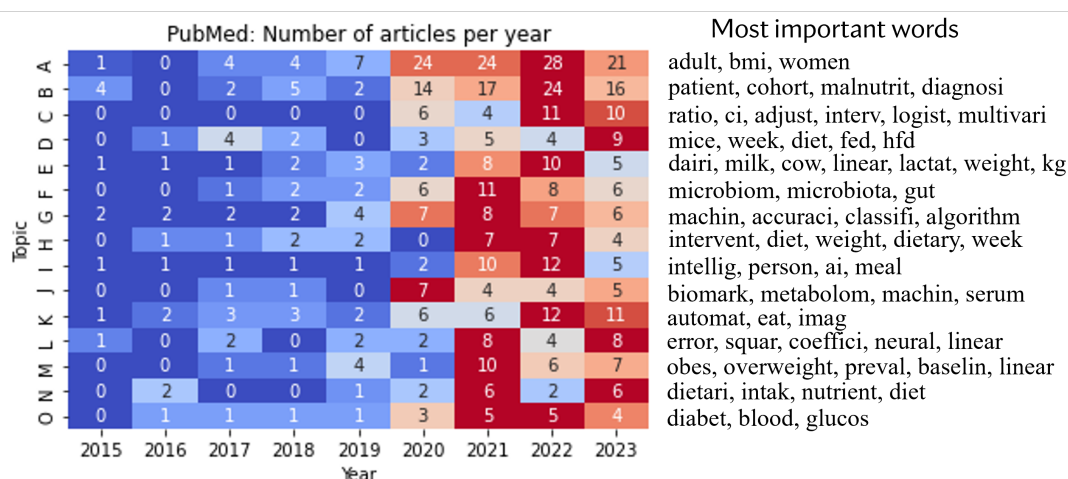 PubMed: Number of articles per year
Most important words
A 1 0 4 4 7 24 24 28 21 adult, bmi, women
B 4 0 2 5 2 14 17 24 16 patient, cohort, malnutrit, diagnosi
C 0 0 0 0 0 6 4 11 10 ratio, ci, adjust, interv, logist, multivari
D 0 1 4 2 0 3 5 4 9 mice, week, diet, fed, hfd
E 1 1 1 2 3 2 8 10 5 dairi, milk, cow, linear, lactat, weight, kg
F 0 0 1 2 2 6 11 8 6 microbiom, microbiota, gut
G 2 2 2 2 4 7 8 7 6 machin, accuraci, classifi, algorithm
H 0 1 1 2 2 0 7 7 4 intervent, diet, weight, dietary, week
I 1 1 1 1 1 2 10 12 5 intellig, person, ai, meal
J 0 0 1 1 0 7 4 4 5 biomark, metabolom, machin, serum
K 1 2 3 3 2 6 6 12 11 automat, eat, imag
L 1 0 2 0 2 2 8 4 8 error, squar, coeffici, neural, linear
M 0 0 1 1 4 1 10 6 7 obes, overweight, preval, baselin, linear
N 0 2 0 0 1 2 6 2 6 dietari, intak, nutrient, diet
O 0 1 1 1 1 3 5 5 4 diabet, blood, glucos
Topic
2015 2016 2017 2018 2019 2020 2021 2022 2023
Year